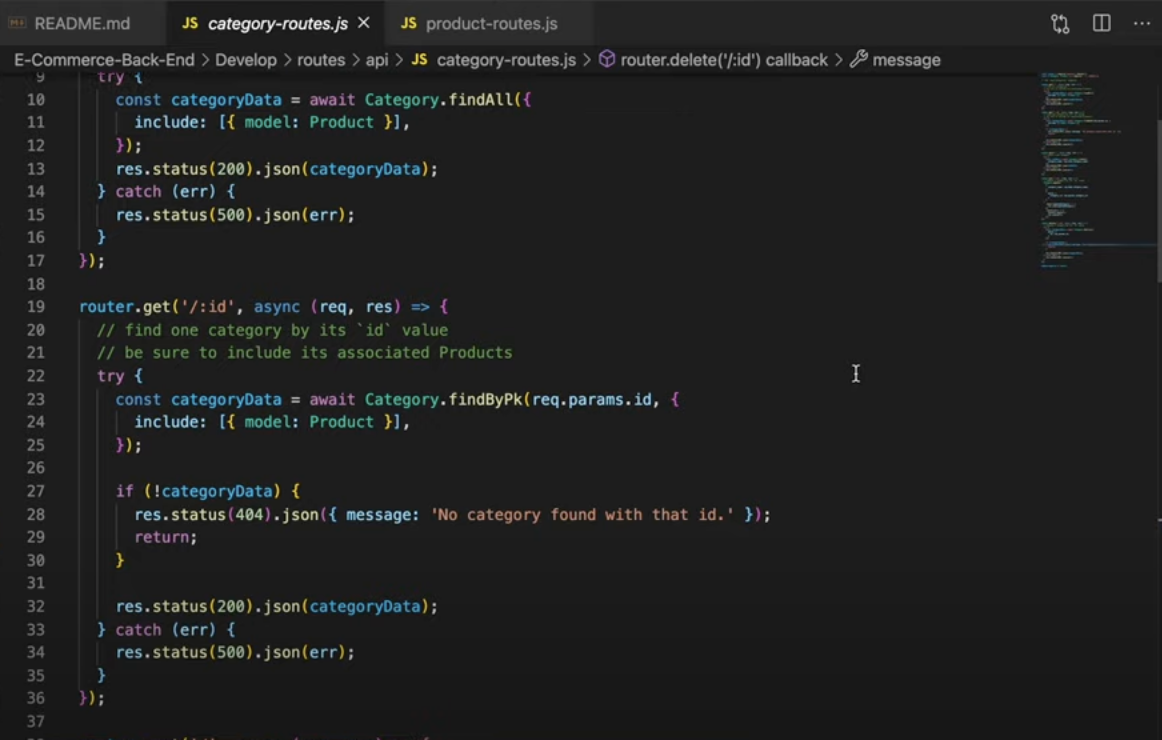 README.md JS category-routes.js JS product-routes.js
E-Commerce-Back-End > Develop > routes > api > JS category-routes.js > router.delete('/:id') callback > message
9 try {
10 const categoryData = await Category.findAll({
11 include: [{ model: Product }],
12 });
13 res.status(200).json(categoryData);
14 } catch (err) {
15 res.status(500).json(err);
16 }
17 });
18
19 router.get('/:id', async (req, res) => {
20 // find one category by its `id` value
21 // be sure to include its associated Products
22 try {
23 const categoryData = await Category.findByPk(req.params.id, {
24 include: [{ model: Product }],
25 });
26
27 if (!categoryData) {
28 res.status(404).json({ message: 'No category found with that id.' });
29 return;
30 }
31
32 res.status(200).json(categoryData);
33 } catch (err) {
34 res.status(500).json(err);
35 }
36 });
37